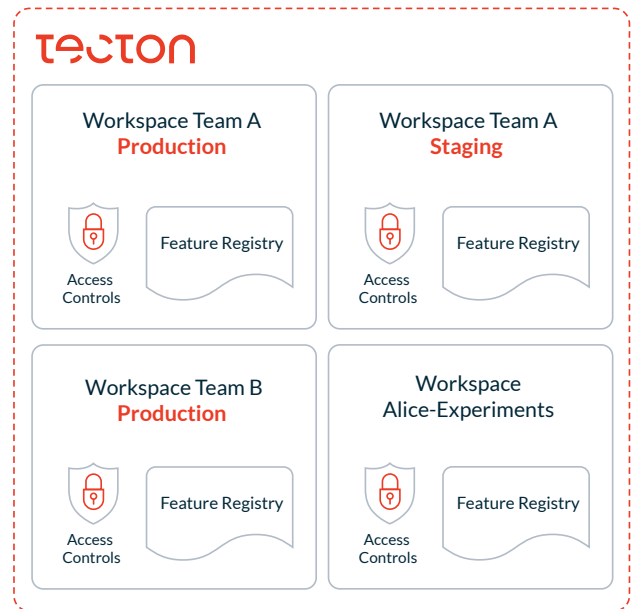 tecton
Workspace Team A
Production
Access
Controls
Feature Registry
Workspace Team A
Staging
Access
Controls
Feature Registry
Workspace Team B
Production
Access
Controls
Feature Registry
Workspace
Alice-Experiments
Access
Controls
Feature Registry